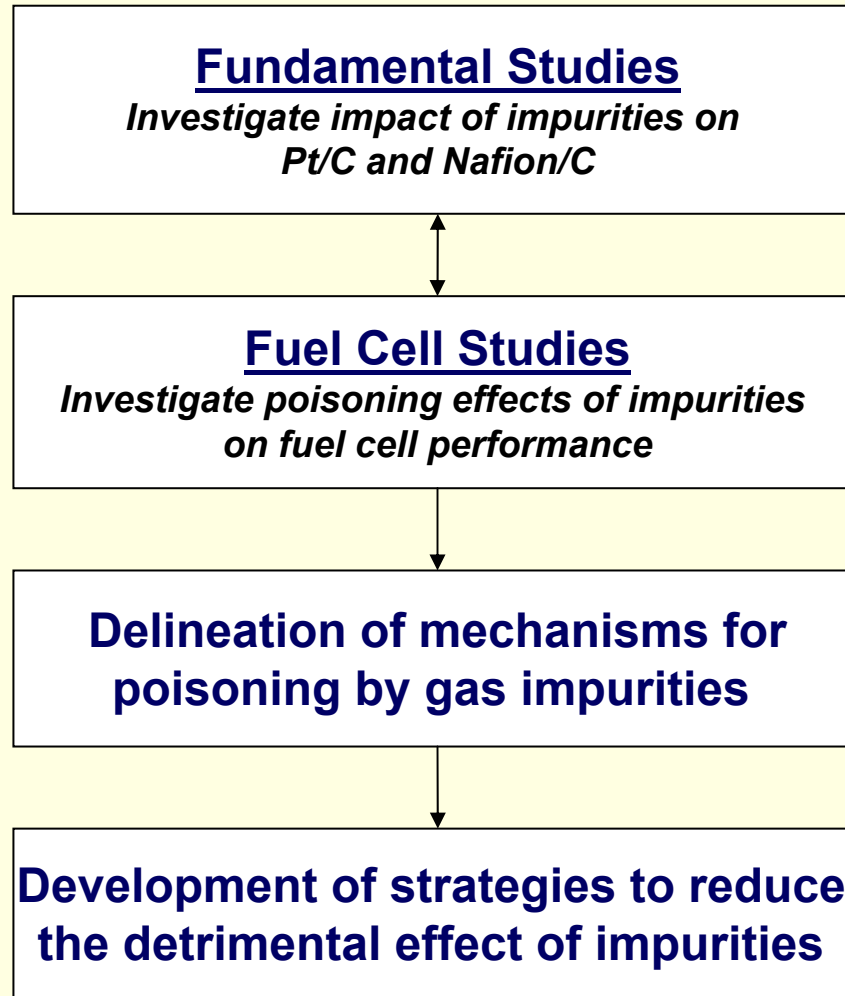 Fundamental Studies
Investigate impact of impurities on
Pt/C and Nafion/C
Fuel Cell Studies
Investigate poisoning effects of impurities
on fuel cell performance
Delineation of mechanisms for
poisoning by gas impurities
Development of strategies to reduce
the detrimental effect of impurities